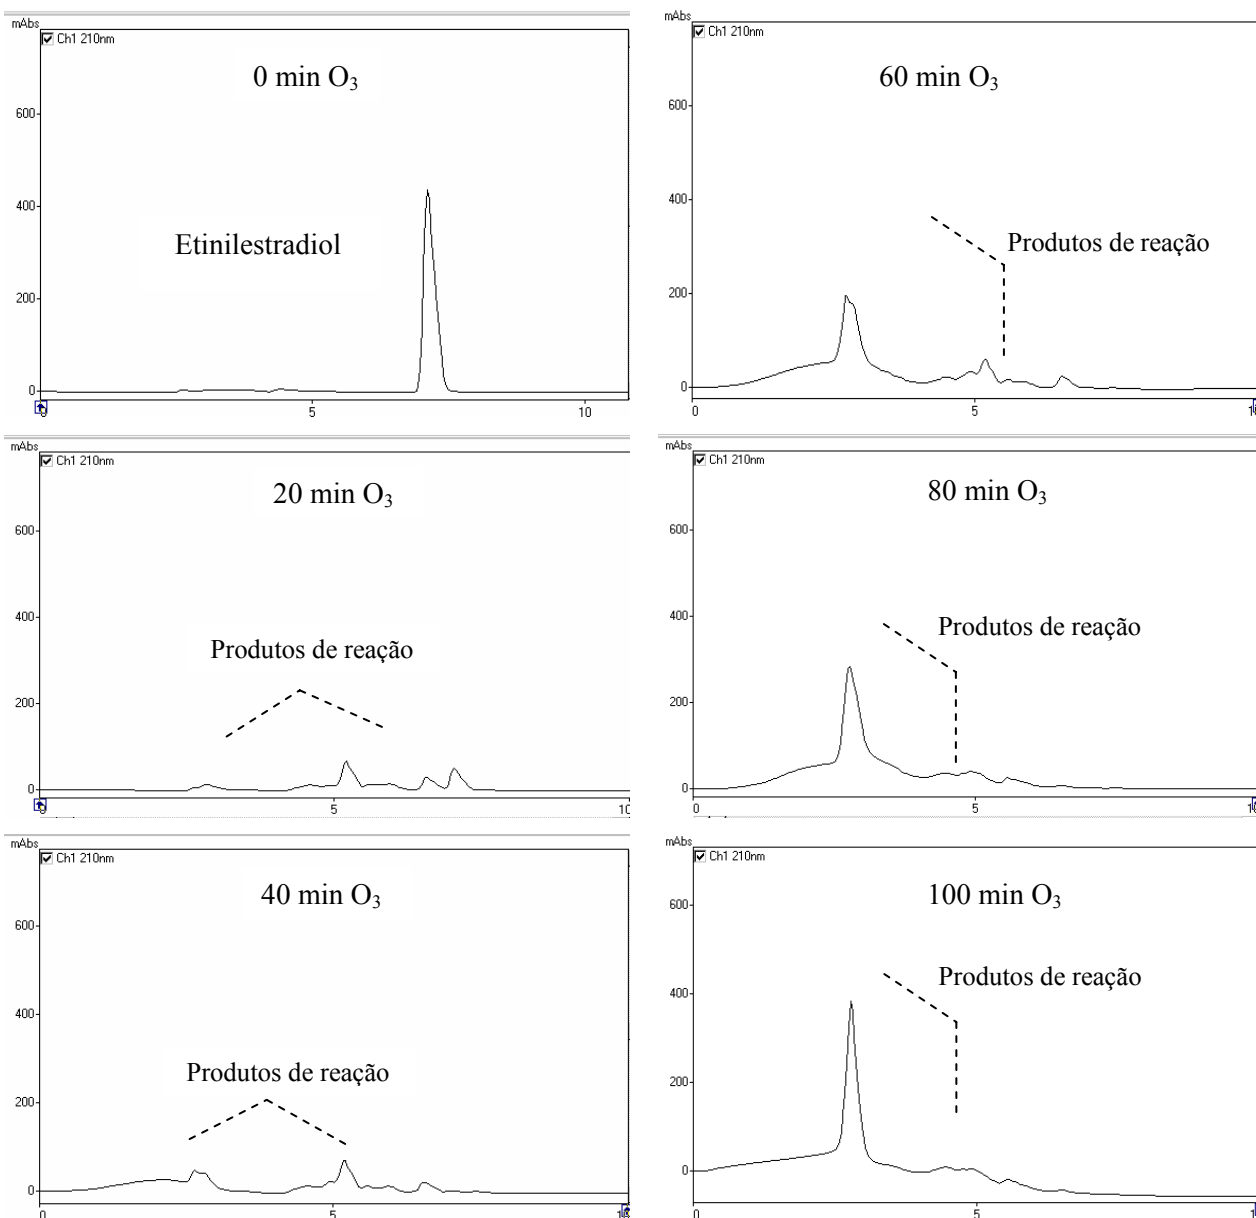 mAbs
Ch1 210nm
0 min O₃
600
400
Etinilestradiol
200
0
5
10
mAbs
Ch1 210nm
20 min O₃
600
400
Produtos de reação
200
0
5
10
mAbs
Ch1 210nm
40 min O₃
600
400
Produtos de reação
200
0
0
5
mAbs
Ch1 210nm
60 min O₃
600
400
Produtos de reação
200
0
0
5
mAbs
Ch1 210nm
80 min O₃
600
400
Produtos de reação
200
0
0
5
mAbs
Ch1 210nm
100 min O₃
600
400
Produtos de reação
200
0
0
5